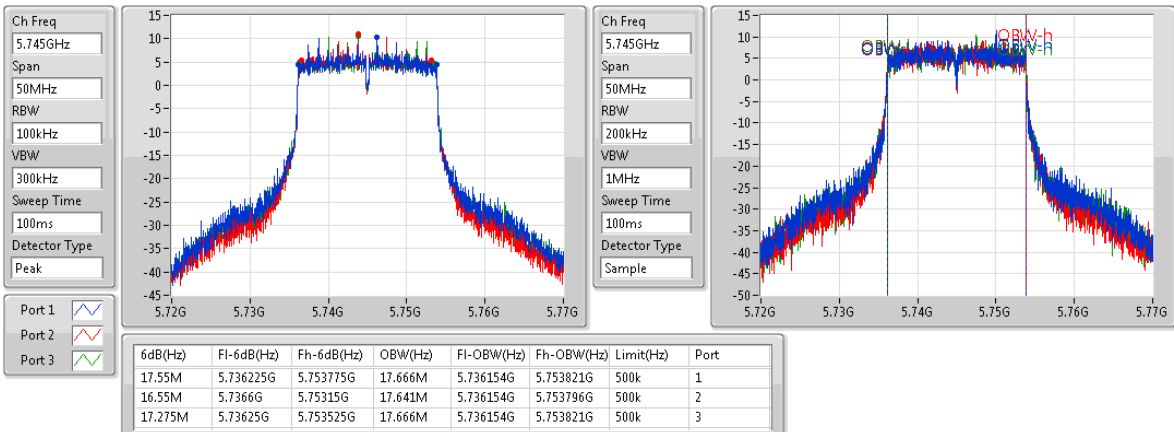 Ch Freq
5.745GHz
Span
50MHz
RBW
100kHz
VBW
300kHz
Sweep Time
100ms
Detector Type
Peak
Port 1
Port 2
Port 3
15
10
5
0
-5
-10
-15
-20
-25
-30
-35
-40
-45
5.72G 5.73G 5.74G 5.75G 5.76G 5.77G
Ch Freq
5.745GHz
Span
50MHz
RBW
200kHz
VBW
1MHz
Sweep Time
100ms
Detector Type
Sample
15
10
5
0
-5
-10
-15
-20
-25
-30
-35
-40
-45
-50
OBW-h
5.72G 5.73G 5.74G 5.75G 5.76G 5.77G
6dB(Hz) Fl-6dB(Hz) Fh-6dB(Hz) OBW(Hz) Fl-OBW(Hz) Fh-OBW(Hz) Limit(Hz) Port
17.55M 5.736225G 5.753775G 17.666M 5.736154G 5.753821G 500k 1
16.55M 5.7366G 5.75315G 17.641M 5.736154G 5.753796G 500k 2
17.275M 5.73625G 5.753525G 17.666M 5.736154G 5.753821G 500k 3